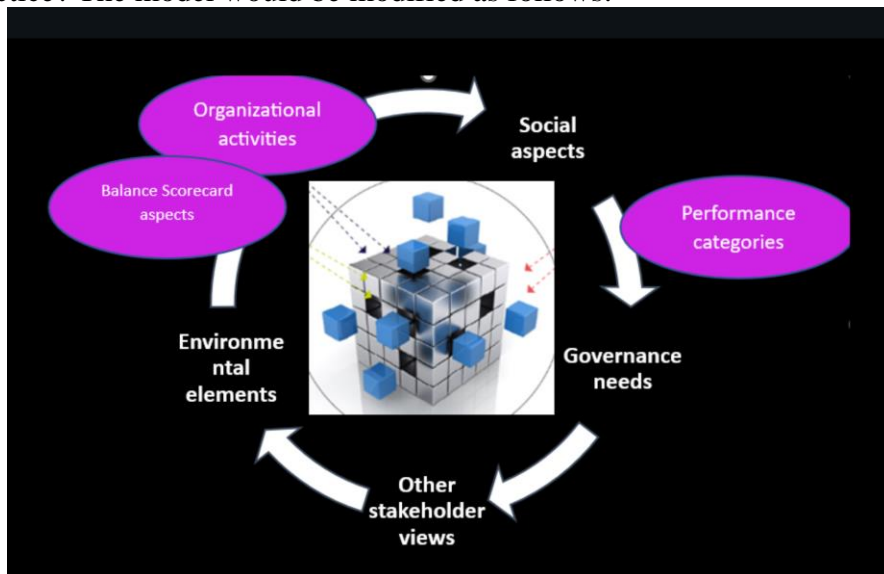 The model would be modified as follows:
Organizational
activities
Balance Scorecard
aspects
Social
aspects
Performance
categories
Environme
ntal
elements
Governance
needs
Other
stakeholder
views